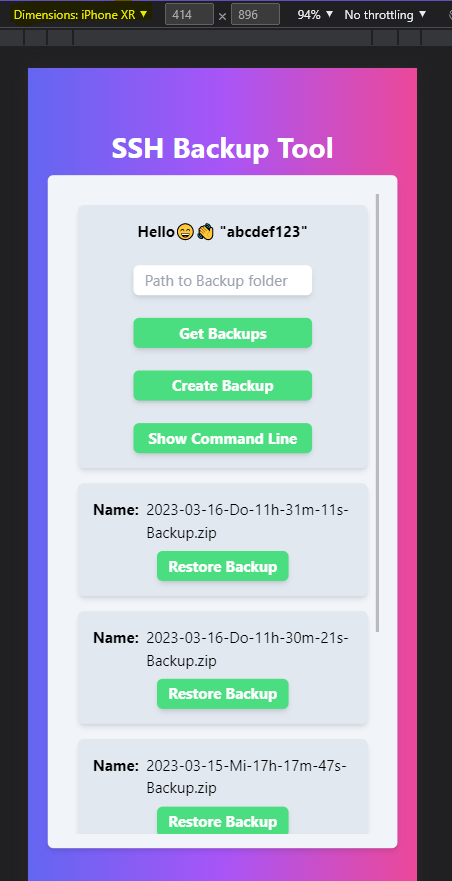 Dimensions: iPhone XR ▼ 414 × 896 94% ▼ No throttling ▼
SSH Backup Tool
Hello😄👏 "abcdef123"
Path to Backup folder
Get Backups
Create Backup
Show Command Line
Name: 2023-03-16-Do-11h-31m-11s-
Backup.zip
Restore Backup
Name: 2023-03-16-Do-11h-30m-21s-
Backup.zip
Restore Backup
Name: 2023-03-15-Mi-17h-17m-47s-
Backup.zip
Restore Backup